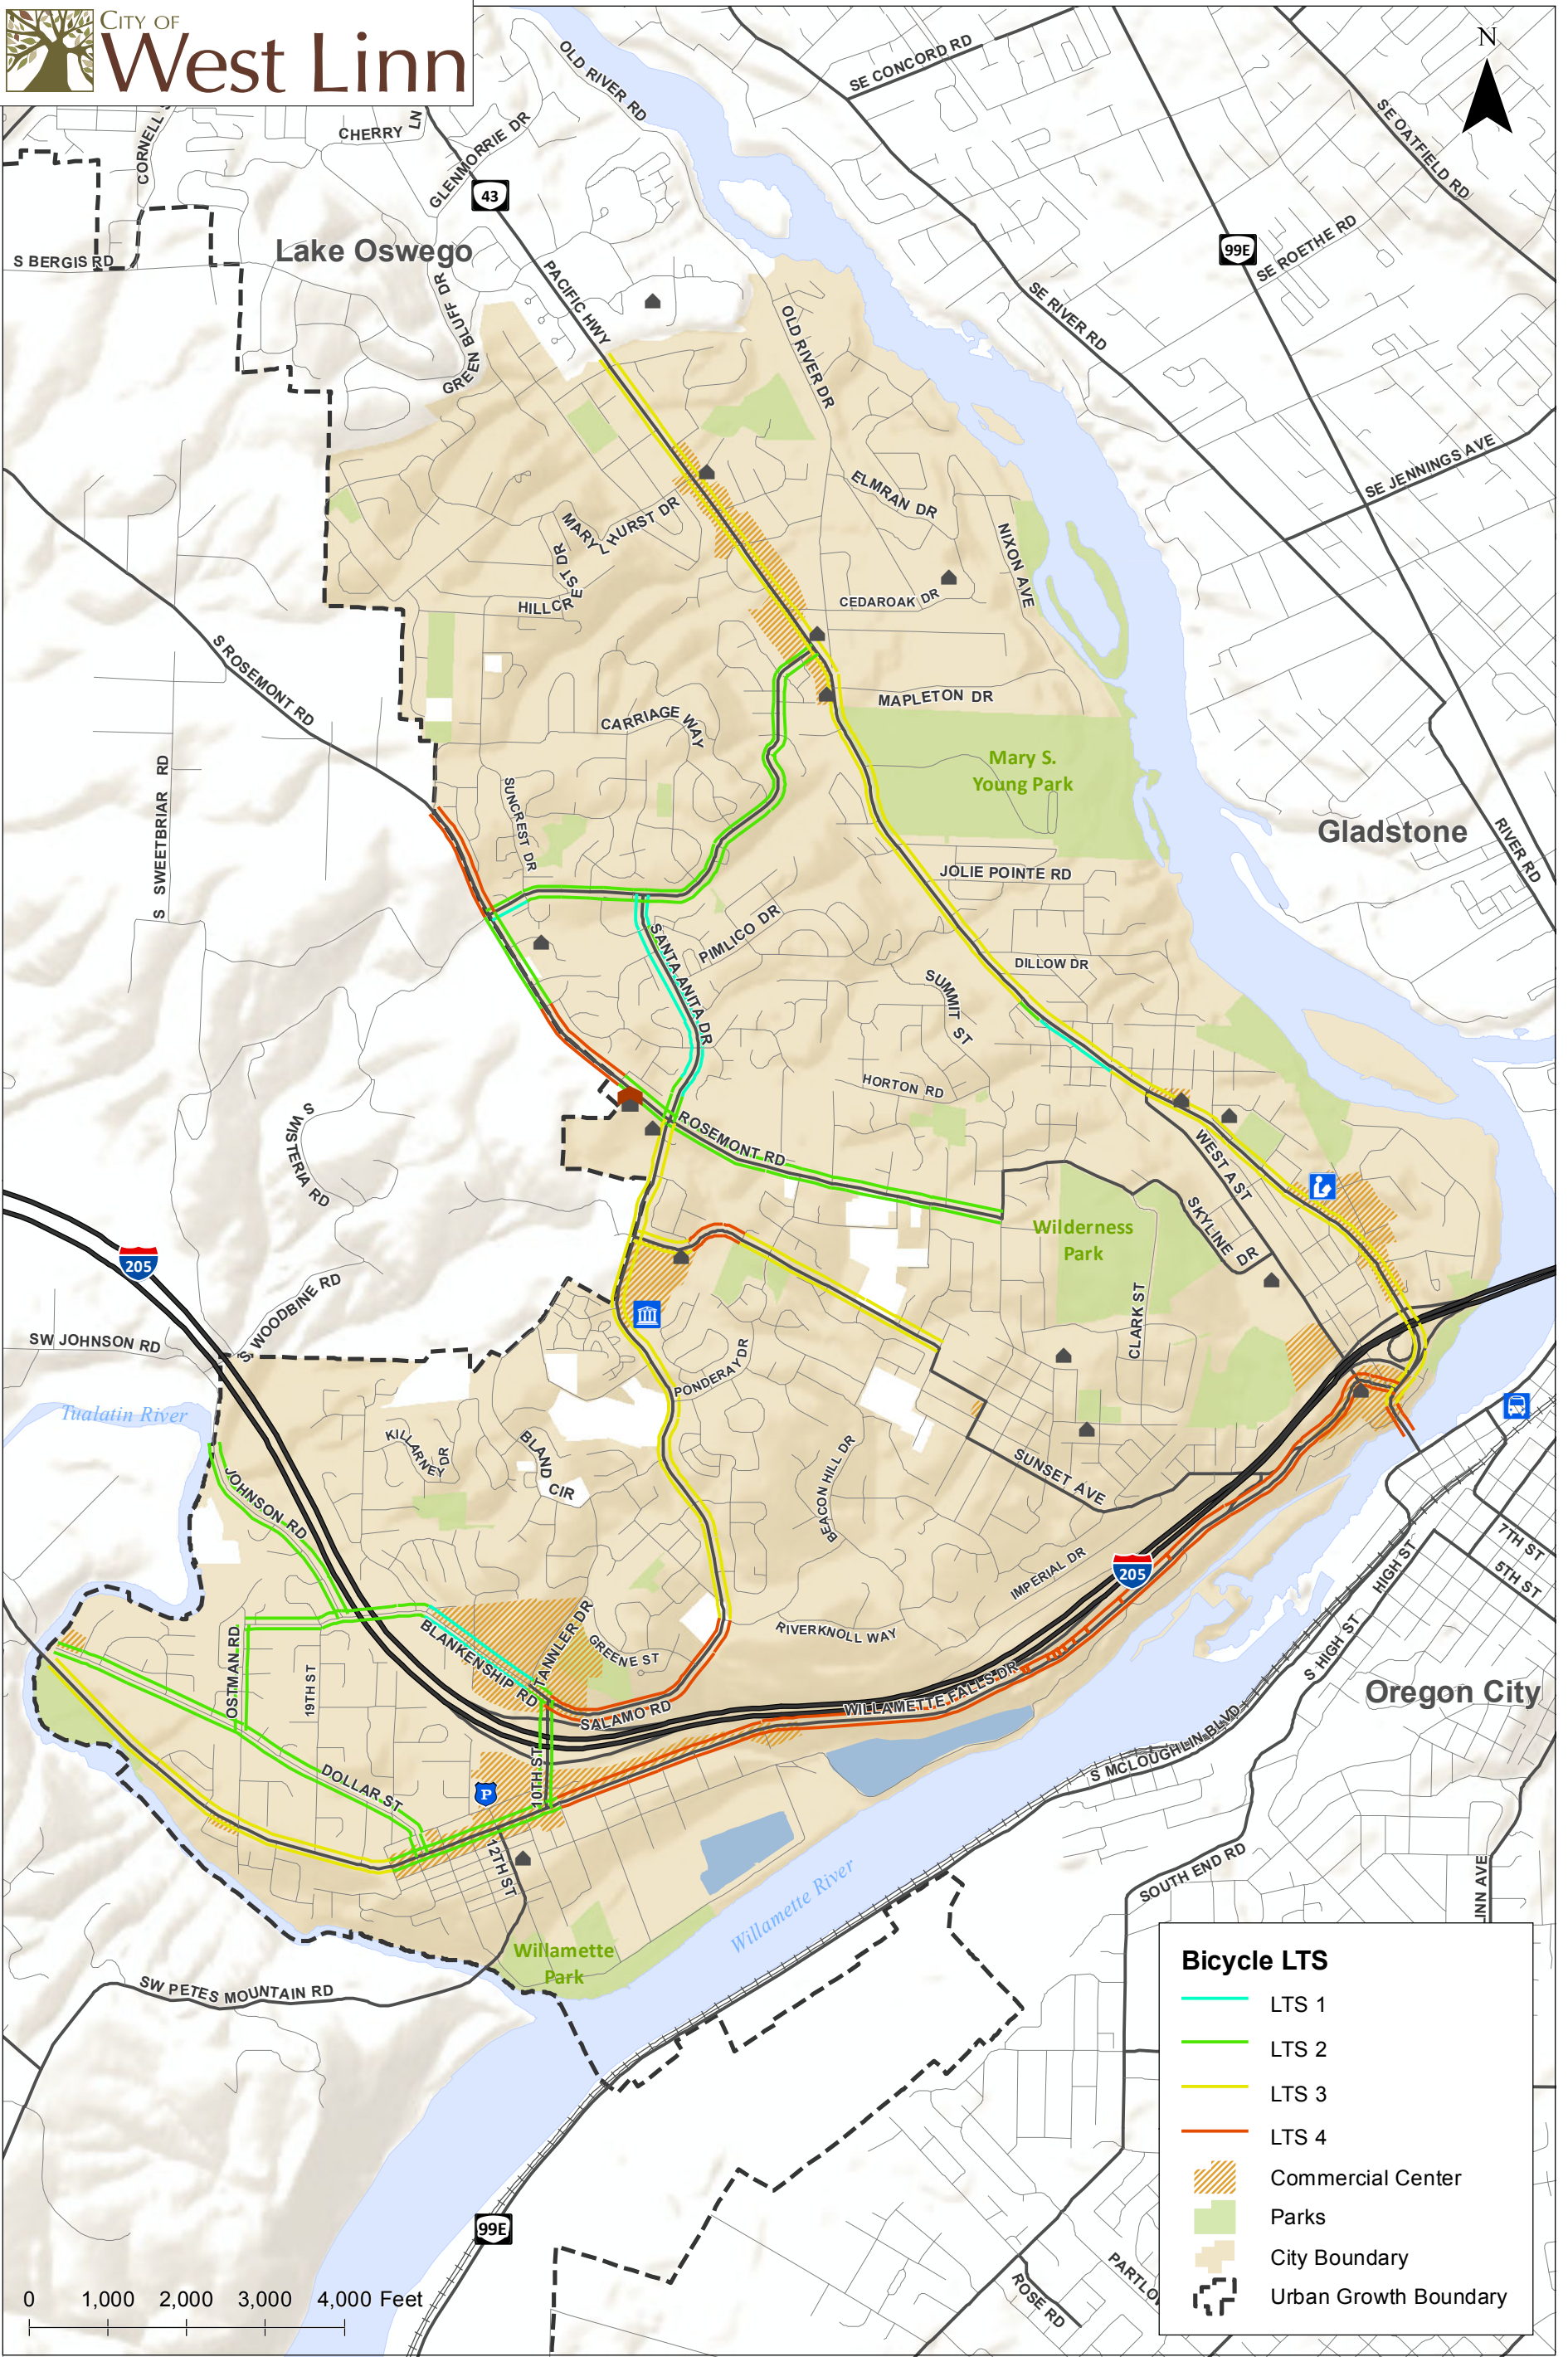 CITY OF
West Linn
OLD RIVER RD
SE CONCORD RD
N
SE OATFIELD RD
CHERRY LN
GLENMORRIE DR
43
99E
SE ROETHE RD
Lake Oswego
S BERGIS RD
PACIFIC HWY
GREEN BLUFF DR
OLD RIVER DR
SE RIVER RD
SE JENNINGS AVE
ELMRAN DR
MARYLHURST DR
NIXON AVE
HILLCREST DR
CEDAROAK DR
S ROSEMONT RD
MAPLETON DR
CARRIAGE WAY
Mary S.
Young Park
S SWEETBRIAR RD
SUNCREST DR
Gladstone
RIVER RD
JOLIE POINTE RD
PIMLICO DR
SANTA ANITA DR
DILLOW DR
SUMMIT ST
HORTON RD
S WISTERIA RD
ROSEMONT RD
WEST A ST
SKYLINE DR
Wilderness
Park
205
S WOODBINE RD
SW JOHNSON RD
CLARK ST
PONDERAY DR
Tualatin River
KILLARNEY DR
BLAND CIR
BEACON HILL DR
SUNSET AVE
JOHNSON RD
IMPERIAL DR
205
7TH ST
5TH ST
HIGH ST
S HIGH ST
RIVERKNOLL WAY
TANNLER DR
GREENE ST
BLANKENSHIP RD
OSTMAN RD
19TH ST
SALAMO RD
WILLAMETTE FALLS DR
Oregon City
S MCLOUGHLIN BLVD
DOLLAR ST
10TH ST
P
12TH ST
SOUTH END RD
LINN AVE
Willamette River
Willamette
Park
SW PETES MOUNTAIN RD
Bicycle LTS
LTS 1
LTS 2
LTS 3
LTS 4
Commercial Center
Parks
City Boundary
Urban Growth Boundary
99E
ROSE RD
0 1,000 2,000 3,000 4,000 Feet